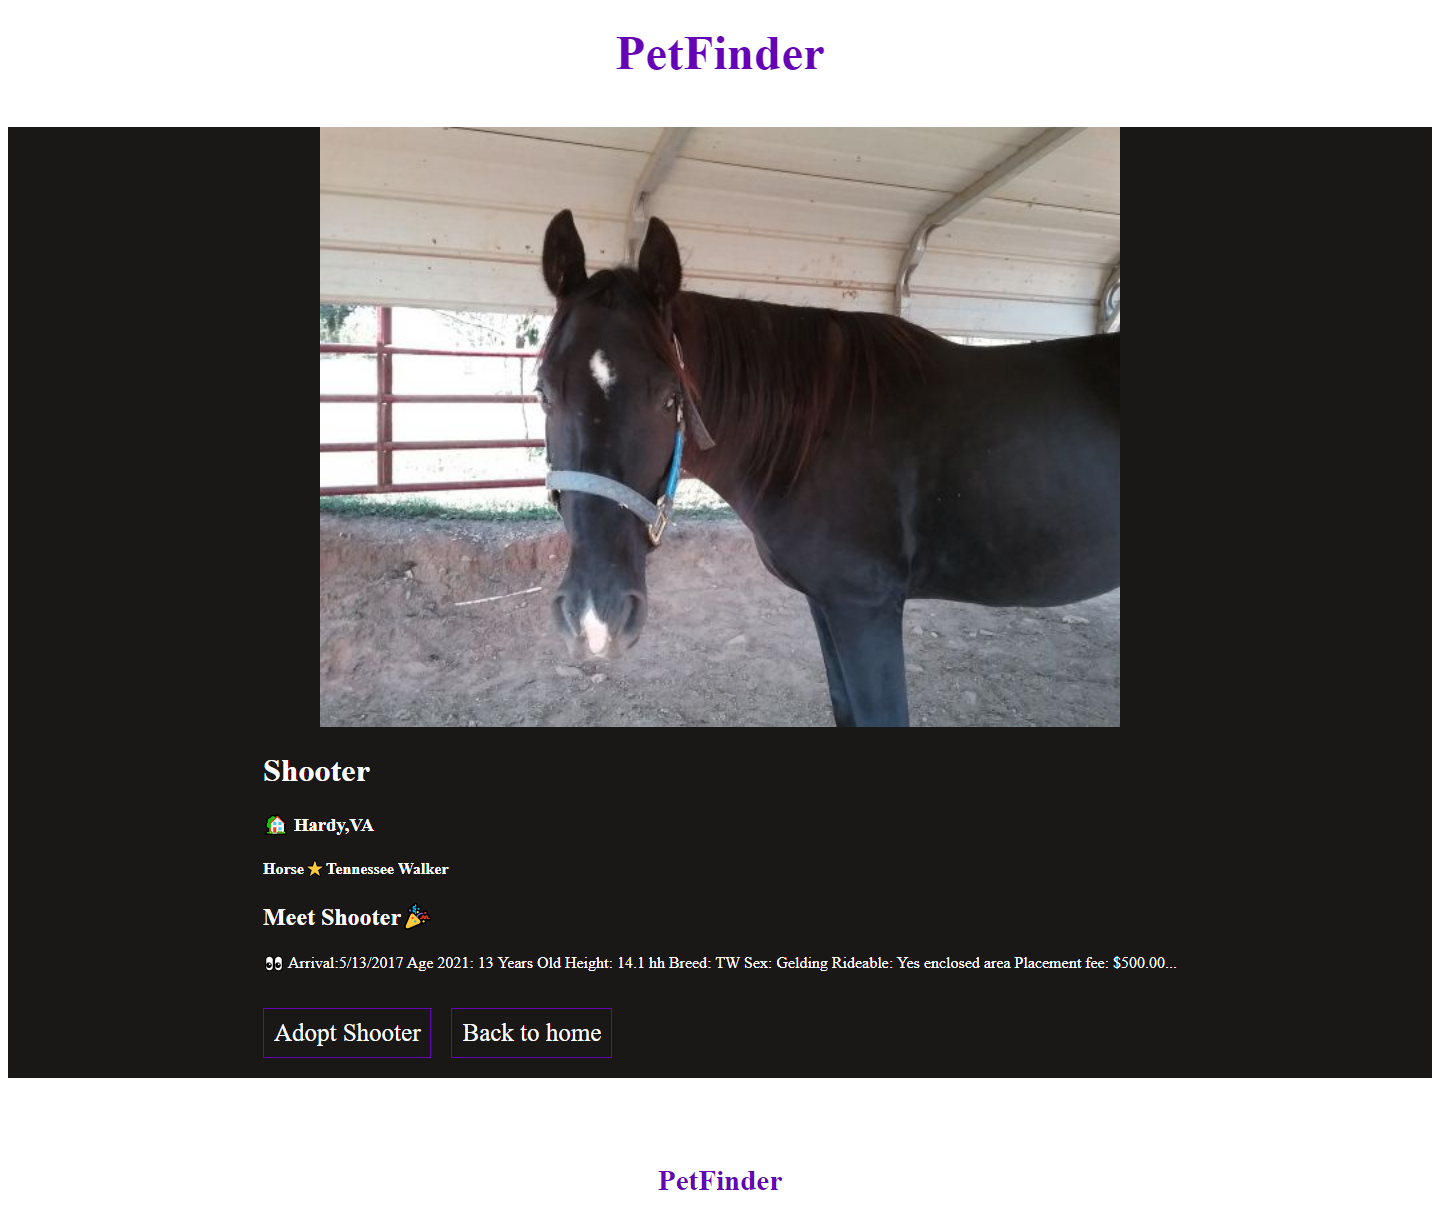 PetFinder
Shooter
🏡 Hardy,VA
Horse ⭐ Tennessee Walker
Meet Shooter 🎉
👀 Arrival:5/13/2017 Age 2021: 13 Years Old Height: 14.1 hh Breed: TW Sex: Gelding Rideable: Yes enclosed area Placement fee: $500.00...
Adopt Shooter
Back to home
PetFinder